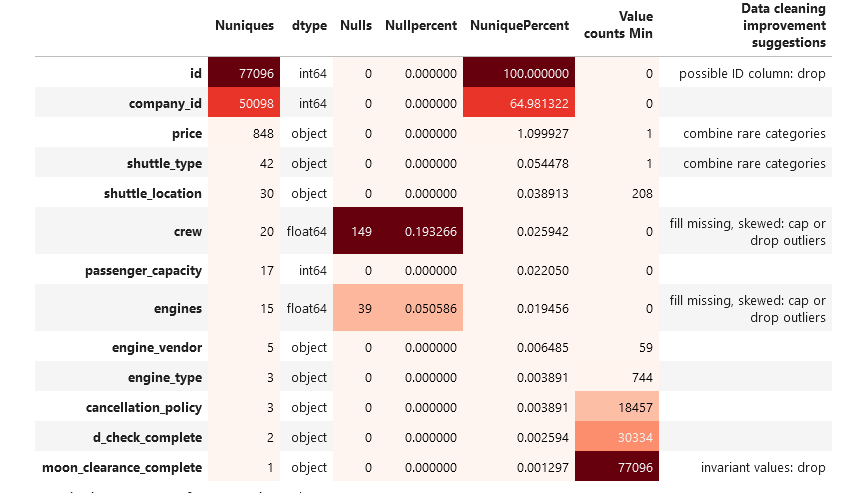 Nuniques dtype Nulls Nullpercent NuniquePercent Value counts Min Data cleaning improvement suggestions
id 77096 int64 0 0.000000 100.000000 0 possible ID column: drop
company_id 50098 int64 0 0.000000 64.981322 0
price 848 object 0 0.000000 1.099927 1 combine rare categories
shuttle_type 42 object 0 0.000000 0.054478 1 combine rare categories
shuttle_location 30 object 0 0.000000 0.038913 208
crew 20 float64 149 0.193266 0.025942 0 fill missing, skewed: cap or drop outliers
passenger_capacity 17 int64 0 0.000000 0.022050 0
engines 15 float64 39 0.050586 0.019456 0 fill missing, skewed: cap or drop outliers
engine_vendor 5 object 0 0.000000 0.006485 59
engine_type 3 object 0 0.000000 0.003891 744
cancellation_policy 3 object 0 0.000000 0.003891 18457
d_check_complete 2 object 0 0.000000 0.002594 30334
moon_clearance_complete 1 object 0 0.000000 0.001297 77096 invariant values: drop